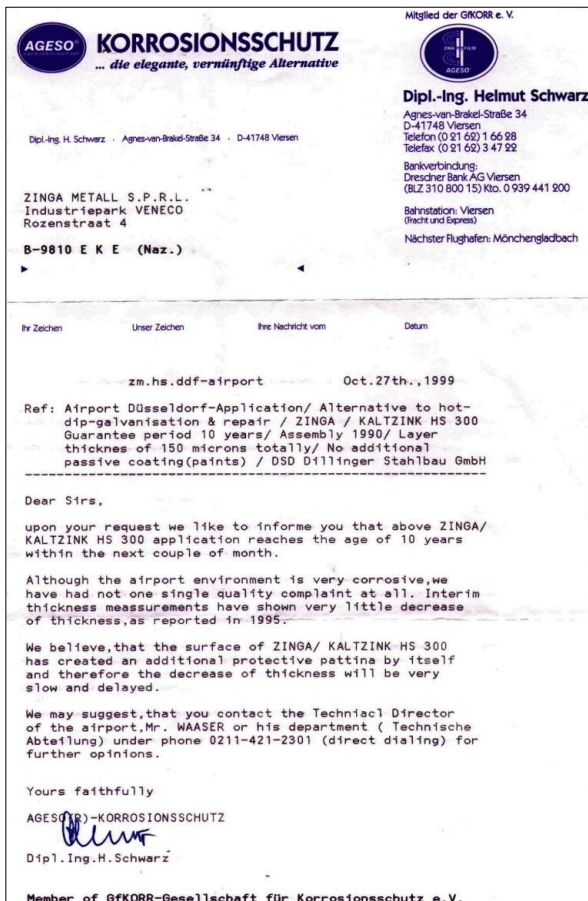 AGESO®
KORROSIONSSCHUTZ
... die elegante, vernünftige Alternative
Mitglied der GfKORR e. V.
ZINK FILM
AGESO®
Dipl.-Ing. Helmut Schwarz
Agnes-van-Brakel-Straße 34
D-41748 Viersen
Telefon (0 21 62) 1 66 28
Telefax (0 21 62) 3 47 22
Bankverbindung:
Dresdner Bank AG Viersen
(BLZ 310 800 15) Kto. 0 939 441 200
Bahnstation: Viersen
(Fracht und Express)
Nächster Flughafen: Mönchengladbach
Dipl.-Ing. H. Schwarz · Agnes-van-Brakel-Straße 34 · D-41748 Viersen
ZINGA METALL S.P.R.L.
Industriepark VENECO
Rozenstraat 4
B-9810 E K E (Naz.)
Ihr Zeichen Unser Zeichen Ihre Nachricht vom Datum
zm.hs.ddf-airport Oct.27th.,1999
Ref: Airport Düsseldorf-Application/ Alternative to hot-
dip-galvanisation & repair / ZINGA / KALTZINK HS 300
Guarantee period 10 years/ Assembly 1990/ Layer
thicknes of 150 microns totally/ No additional
passive coating(paints) / DSD Dillinger Stahlbau GmbH
Dear Sirs,
upon your request we like to informe you that above ZINGA/
KALTZINK HS 300 application reaches the age of 10 years
within the next couple of month.
Although the airport environment is very corrosive,we
have had not one single quality complaint at all. Interim
thickness meassurements have shown very little decrease
of thickness,as reported in 1995.
We believe,that the surface of ZINGA/ KALTZINK HS 300
has created an additional protective pattina by itself
and therefore the decrease of thickness will be very
slow and delayed.
We may suggest,that you contact the Techniacl Director
of the airport,Mr. WAASER or his department ( Technische
Abteilung) under phone 0211-421-2301 (direct dialing) for
further opinions.
Yours faithfully
AGESO(R)-KORROSIONSSCHUTZ
Dipl.Ing.H.Schwarz
Member of GfKORR-Gesellschaft für Korrosionsschutz e.V.